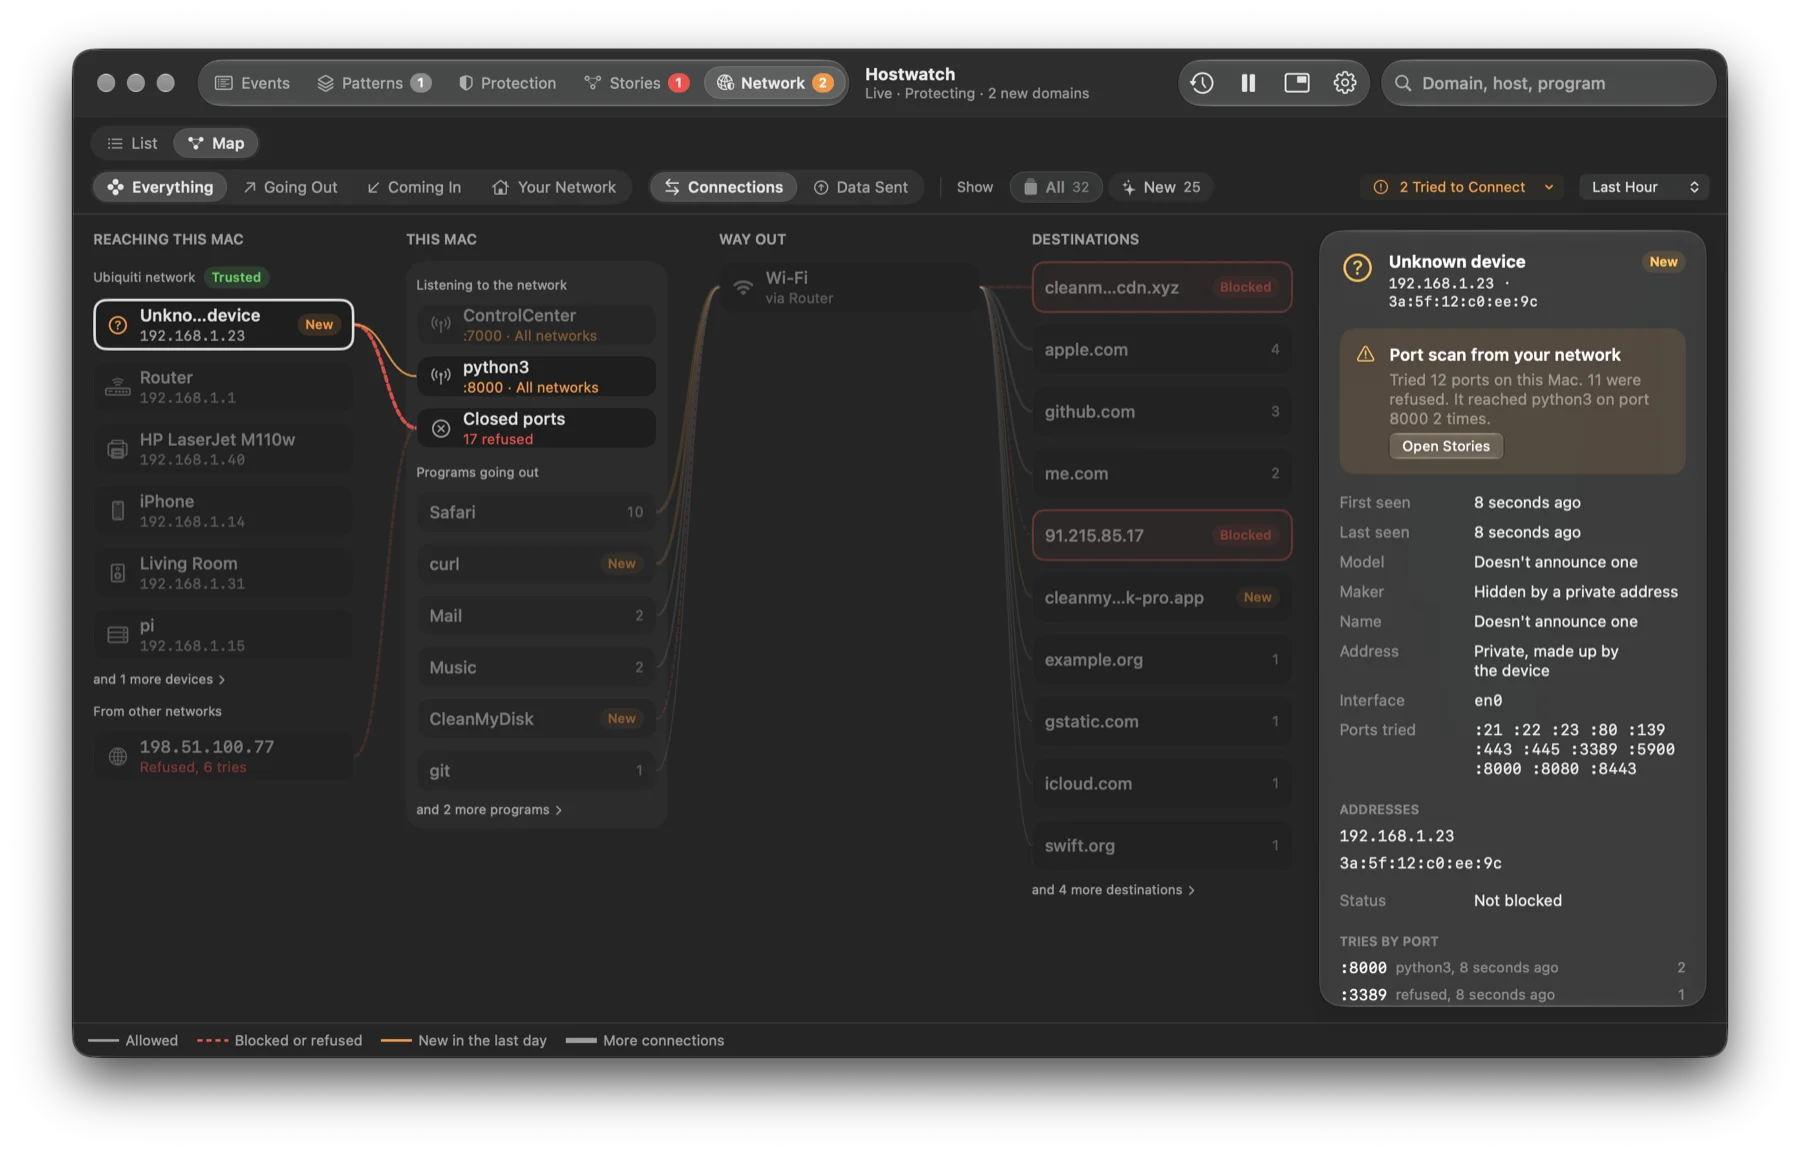 Events
Patterns 1
Protection
Stories 1
Network 2
Hostwatch
Live · Protecting · 2 new domains
Domain, host, program
List
Map
Everything
Going Out
Coming In
Your Network
Connections
Data Sent
Show
All 32
New 25
2 Tried to Connect
Last Hour
REACHING THIS MAC
Ubiquiti network Trusted
Unkno...device
192.168.1.23
New
Router
192.168.1.1
HP LaserJet M110w
192.168.1.40
iPhone
192.168.1.14
Living Room
192.168.1.31
pi
192.168.1.15
and 1 more devices >
From other networks
198.51.100.77
Refused, 6 tries
THIS MAC
Listening to the network
ControlCenter
:7000 · All networks
python3
:8000 · All networks
Closed ports
17 refused
Programs going out
Safari 10
curl New
Mail 2
Music 2
CleanMyDisk New
git 1
and 2 more programs >
WAY OUT
Wi-Fi
via Router
DESTINATIONS
cleanm...cdn.xyz Blocked
apple.com 4
github.com 3
me.com 2
91.215.85.17 Blocked
cleanmy...k-pro.app New
example.org 1
gstatic.com 1
icloud.com 1
swift.org 1
and 4 more destinations >
Unknown device New
192.168.1.23 ·
3a:5f:12:c0:ee:9c
Port scan from your network
Tried 12 ports on this Mac. 11 were
refused. It reached python3 on port
8000 2 times.
Open Stories
First seen 8 seconds ago
Last seen 8 seconds ago
Model Doesn't announce one
Maker Hidden by a private address
Name Doesn't announce one
Address Private, made up by
the device
Interface en0
Ports tried :21 :22 :23 :80 :139
:443 :445 :3389 :5900
:8000 :8080 :8443
ADDRESSES
192.168.1.23
3a:5f:12:c0:ee:9c
Status Not blocked
TRIES BY PORT
:8000 python3, 8 seconds ago 2
:3389 refused, 8 seconds ago 1
Allowed
Blocked or refused
New in the last day
More connections